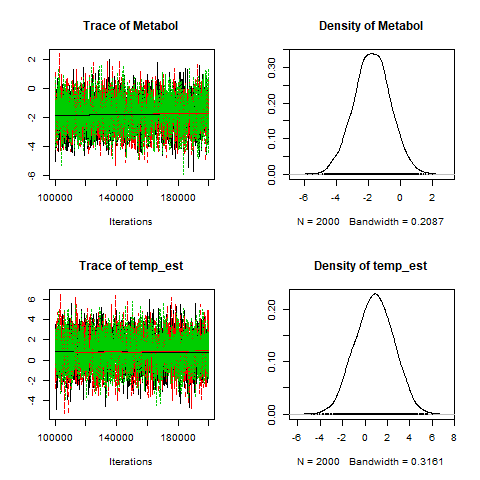 Trace of Metabol
2
0
-2
-4
-6
100000 140000 180000
Iterations
Density of Metabol
0.30
0.20
0.10
0.00
-6 -4 -2 0 2
N = 2000 Bandwidth = 0.2087
Trace of temp_est
6
4
2
0
-2
-4
100000 140000 180000
Iterations
Density of temp_est
0.20
0.10
0.00
-6 -4 -2 0 2 4 6 8
N = 2000 Bandwidth = 0.3161